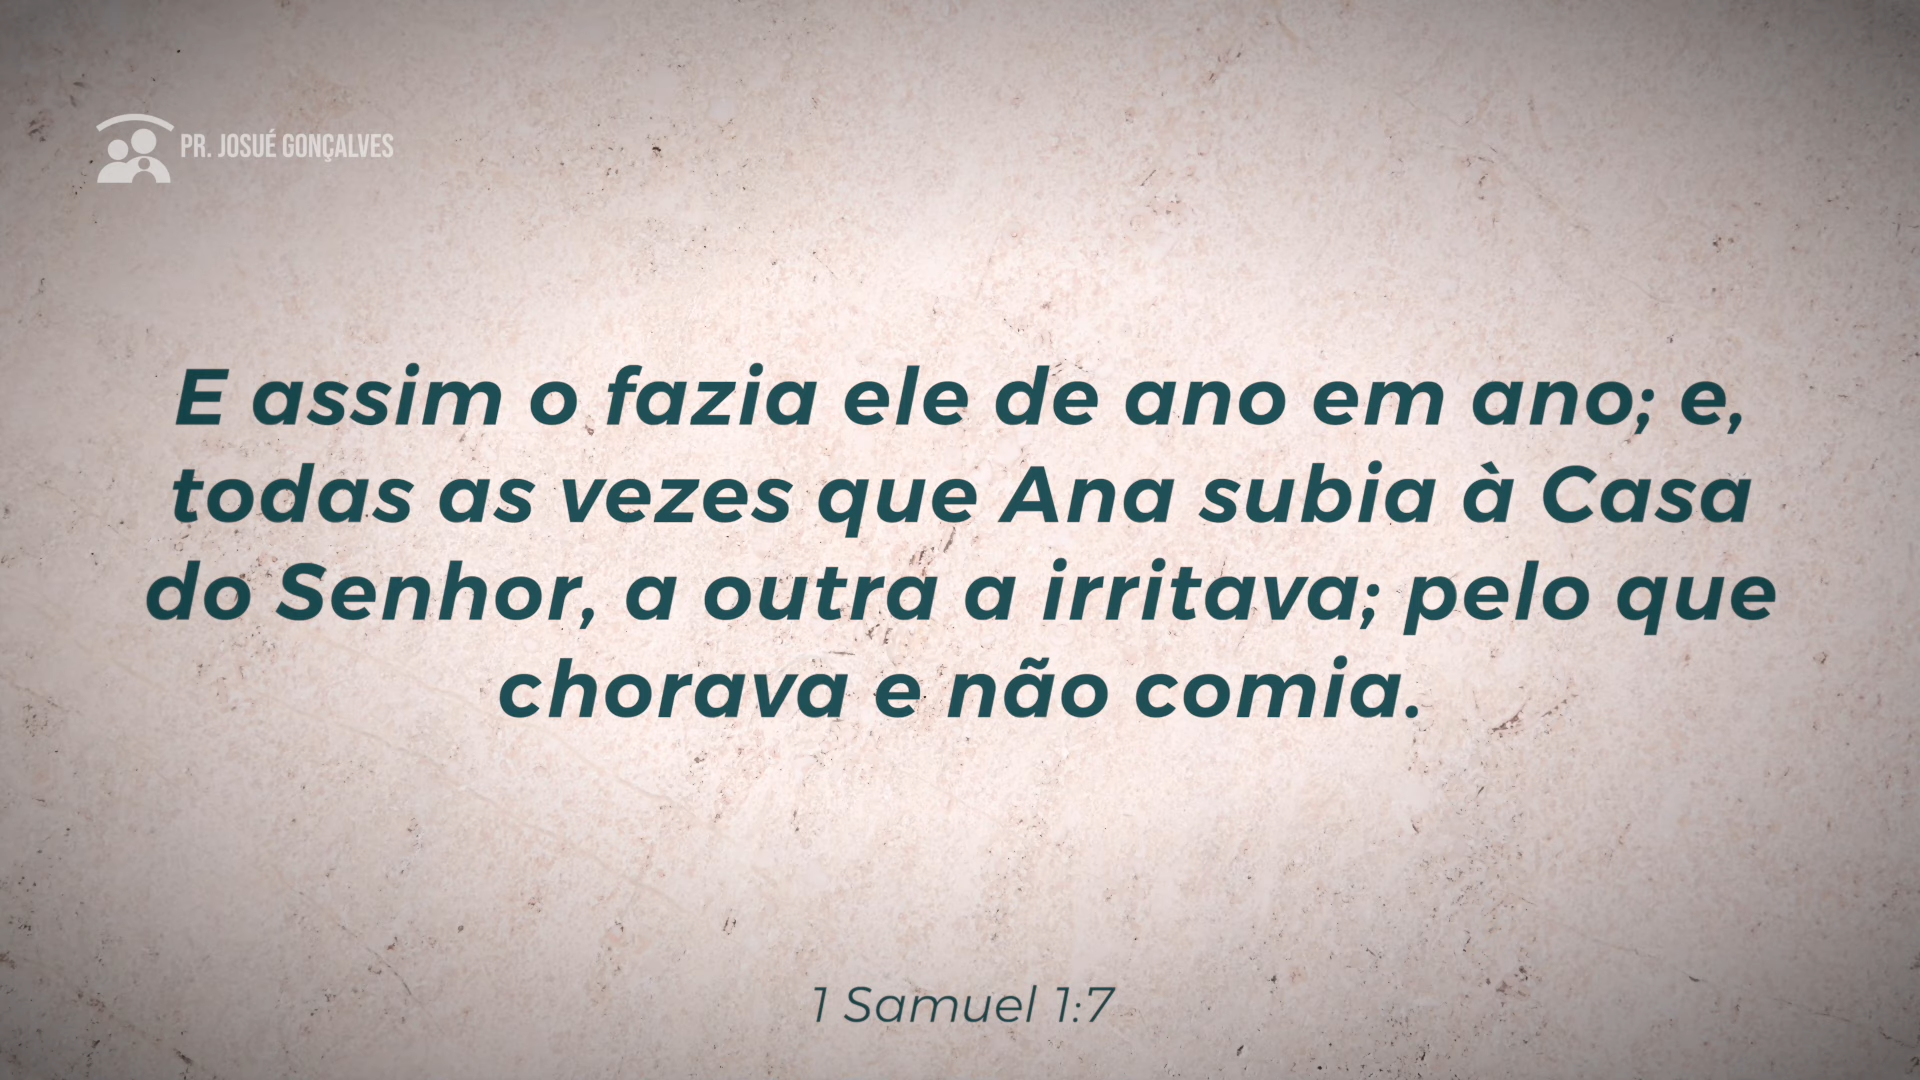 PR. JOSUÉ GONÇALVES
E assim o fazia ele de ano em ano; e,
todas as vezes que Ana subia à Casa
do Senhor, a outra a irritava; pelo que
chorava e não comia.
1 Samuel 1:7